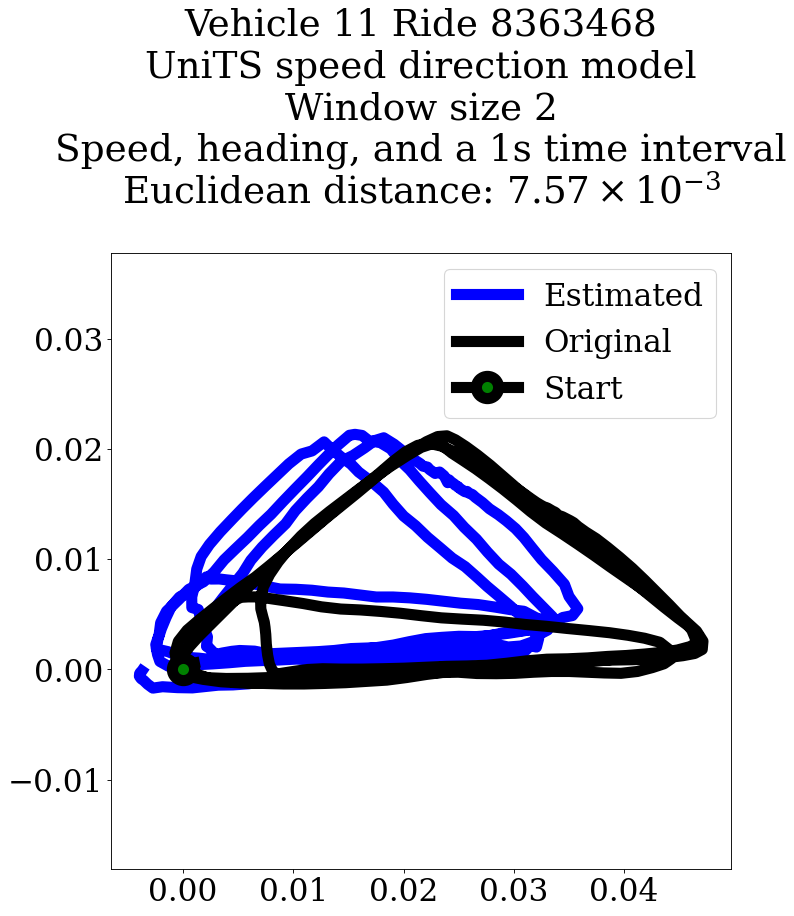 Vehicle 11 Ride 8363468
UniTS speed direction model
Window size 2
Speed, heading, and a 1s time interval
Euclidean distance: 7.57 × 10⁻³
Estimated
Original
Start
0.03
0.02
0.01
0.00
−0.01
0.00 0.01 0.02 0.03 0.04